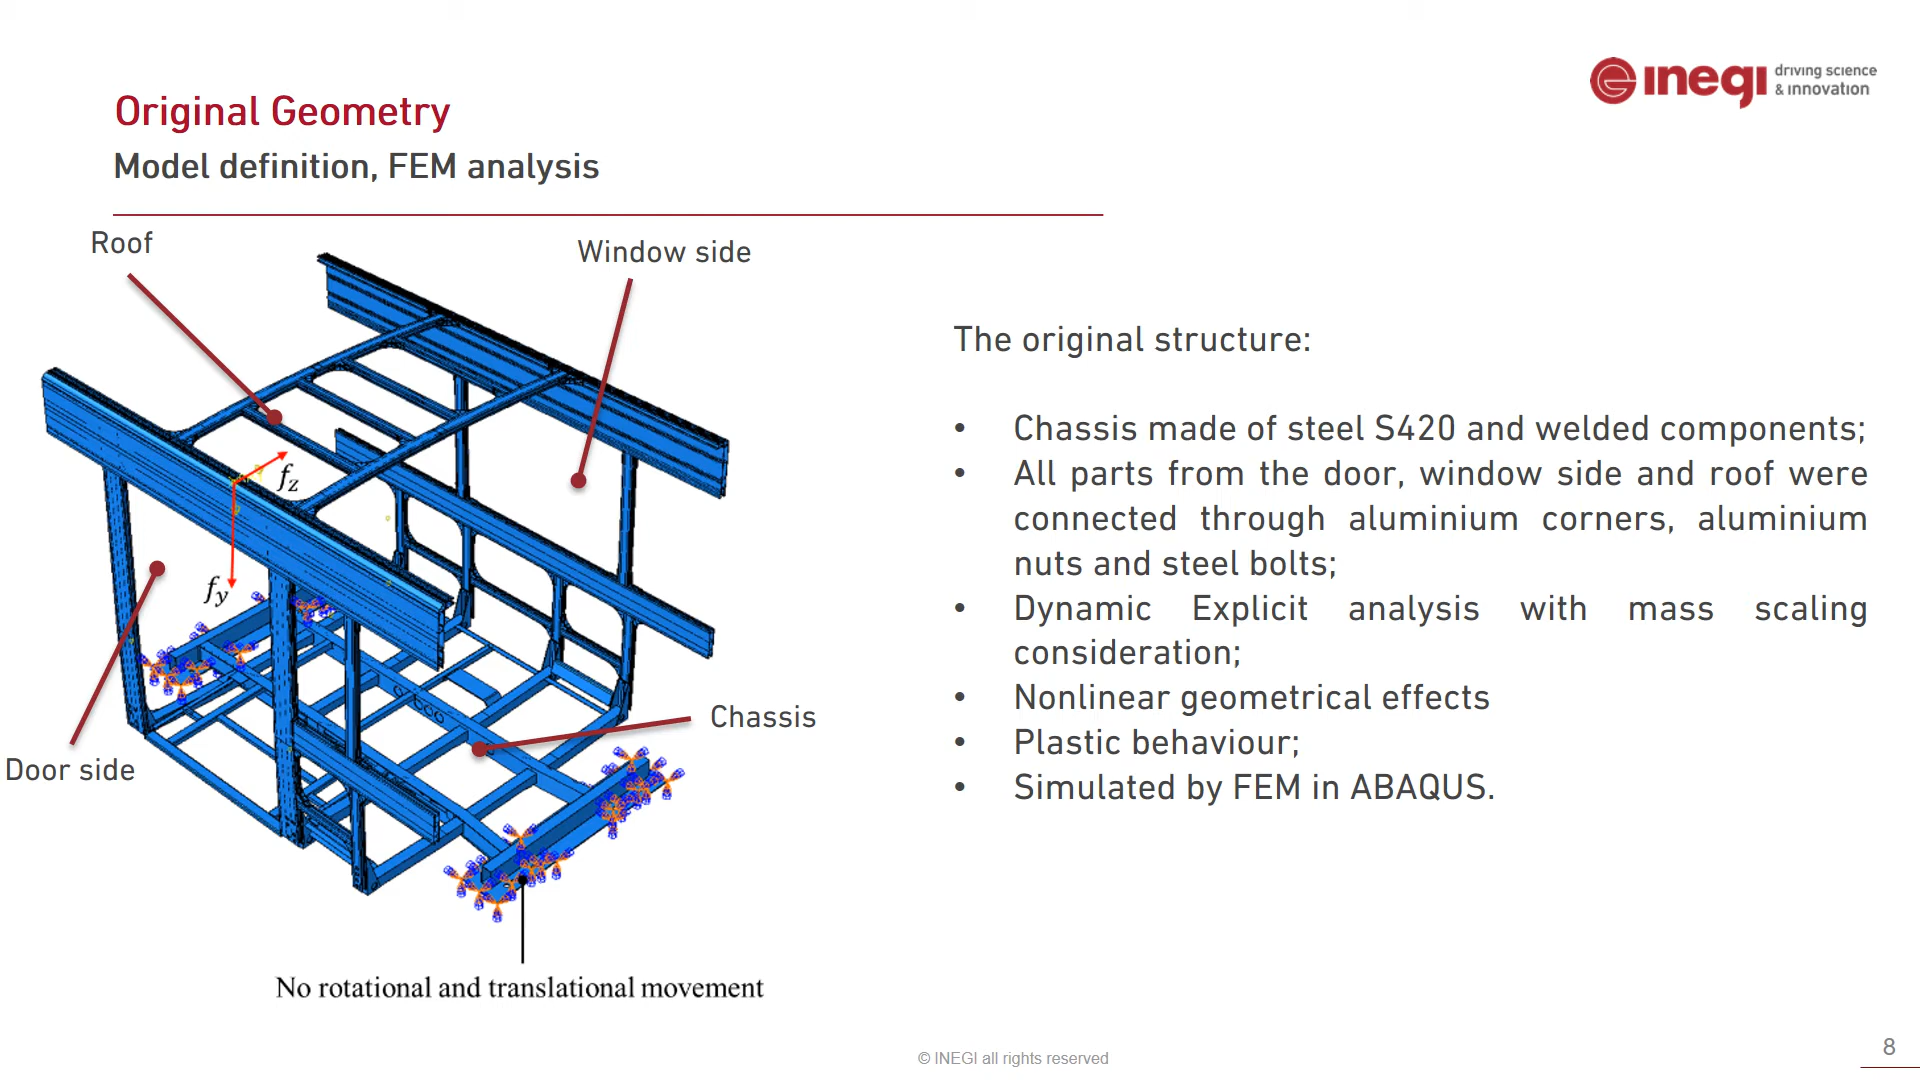 inegi driving science
& innovation
Original Geometry
Model definition, FEM analysis
Roof
Window side
fz
fy
Door side
Chassis
No rotational and translational movement
The original structure:
• Chassis made of steel S420 and welded components;
• All parts from the door, window side and roof were
connected through aluminium corners, aluminium
nuts and steel bolts;
• Dynamic Explicit analysis with mass scaling
consideration;
• Nonlinear geometrical effects
• Plastic behaviour;
• Simulated by FEM in ABAQUS.
© INEGI all rights reserved
8